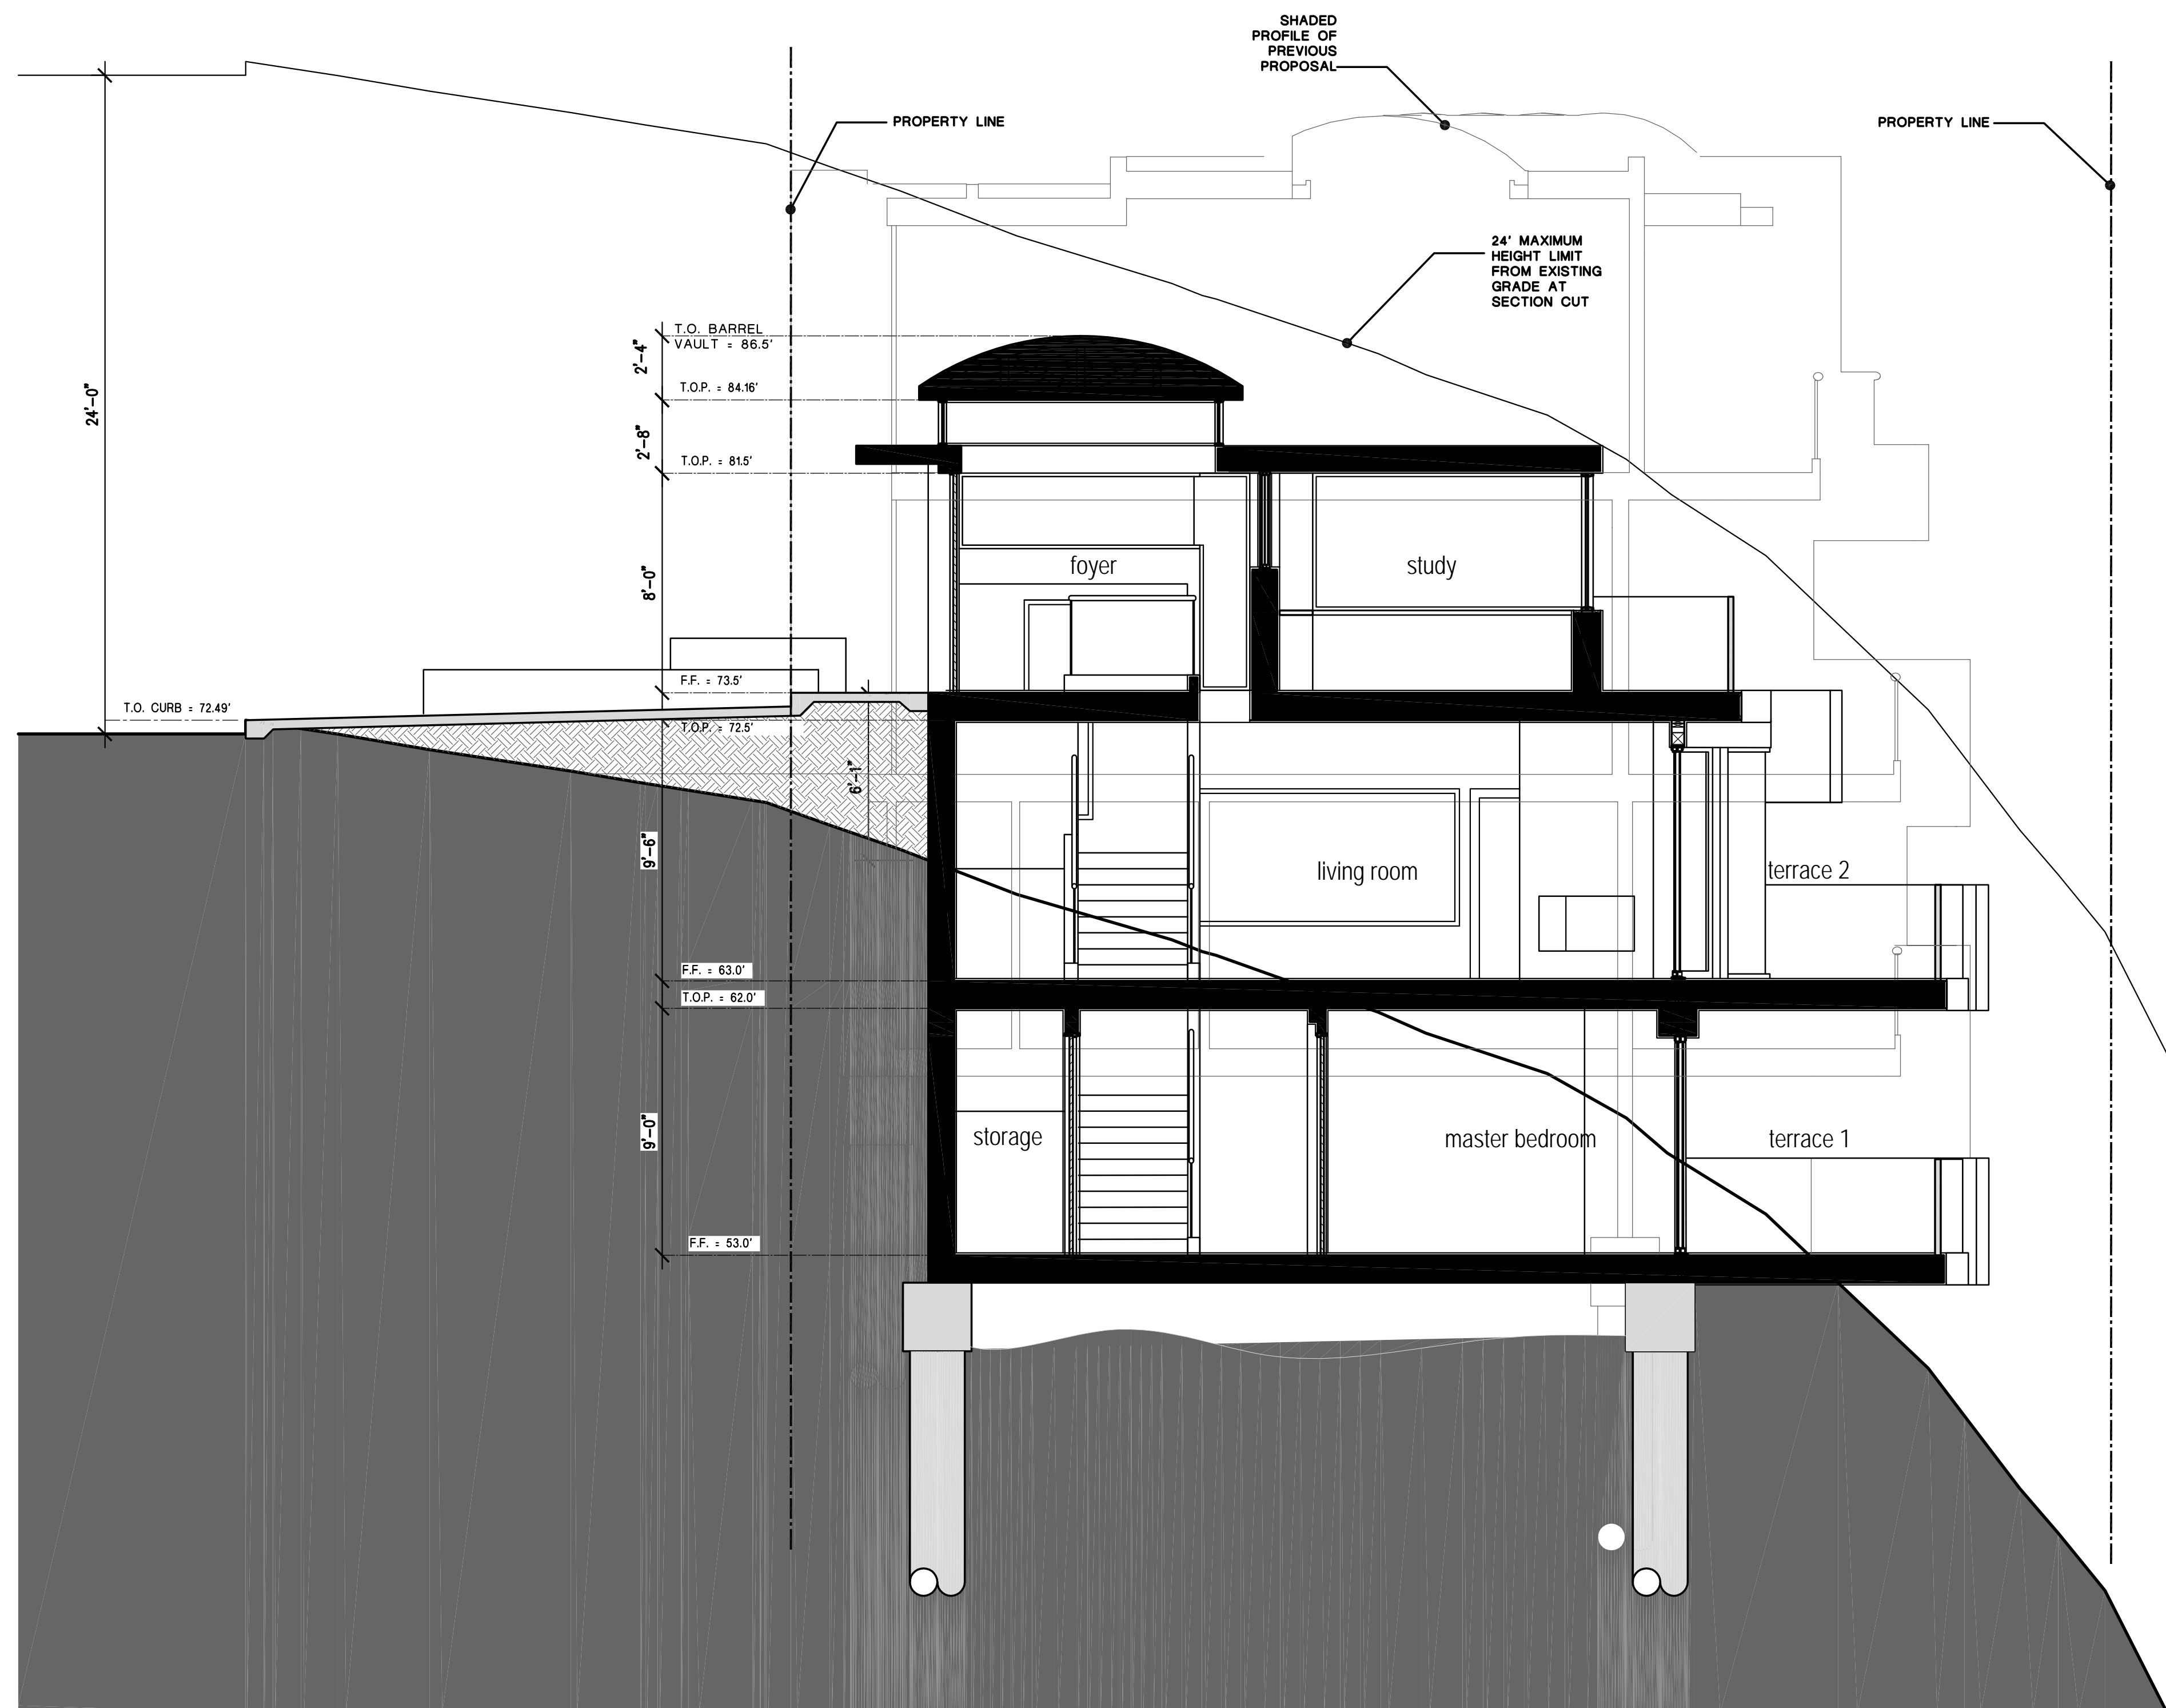 SHADED
PROFILE OF
PREVIOUS
PROPOSAL
PROPERTY LINE
PROPERTY LINE
24' MAXIMUM
HEIGHT LIMIT
FROM EXISTING
GRADE AT
SECTION CUT
T.O. BARREL
VAULT = 86.5'
2'-4"
T.O.P. = 84.16'
24'-0"
2'-8"
T.O.P. = 81.5'
foyer
study
8'-0"
F.F. = 73.5'
T.O. CURB = 72.49'
T.O.P. = 72.5'
6'-1"
9'-6"
living room
terrace 2
F.F. = 63.0'
T.O.P. = 62.0'
9'-0"
storage
master bedroom
terrace 1
F.F. = 53.0'